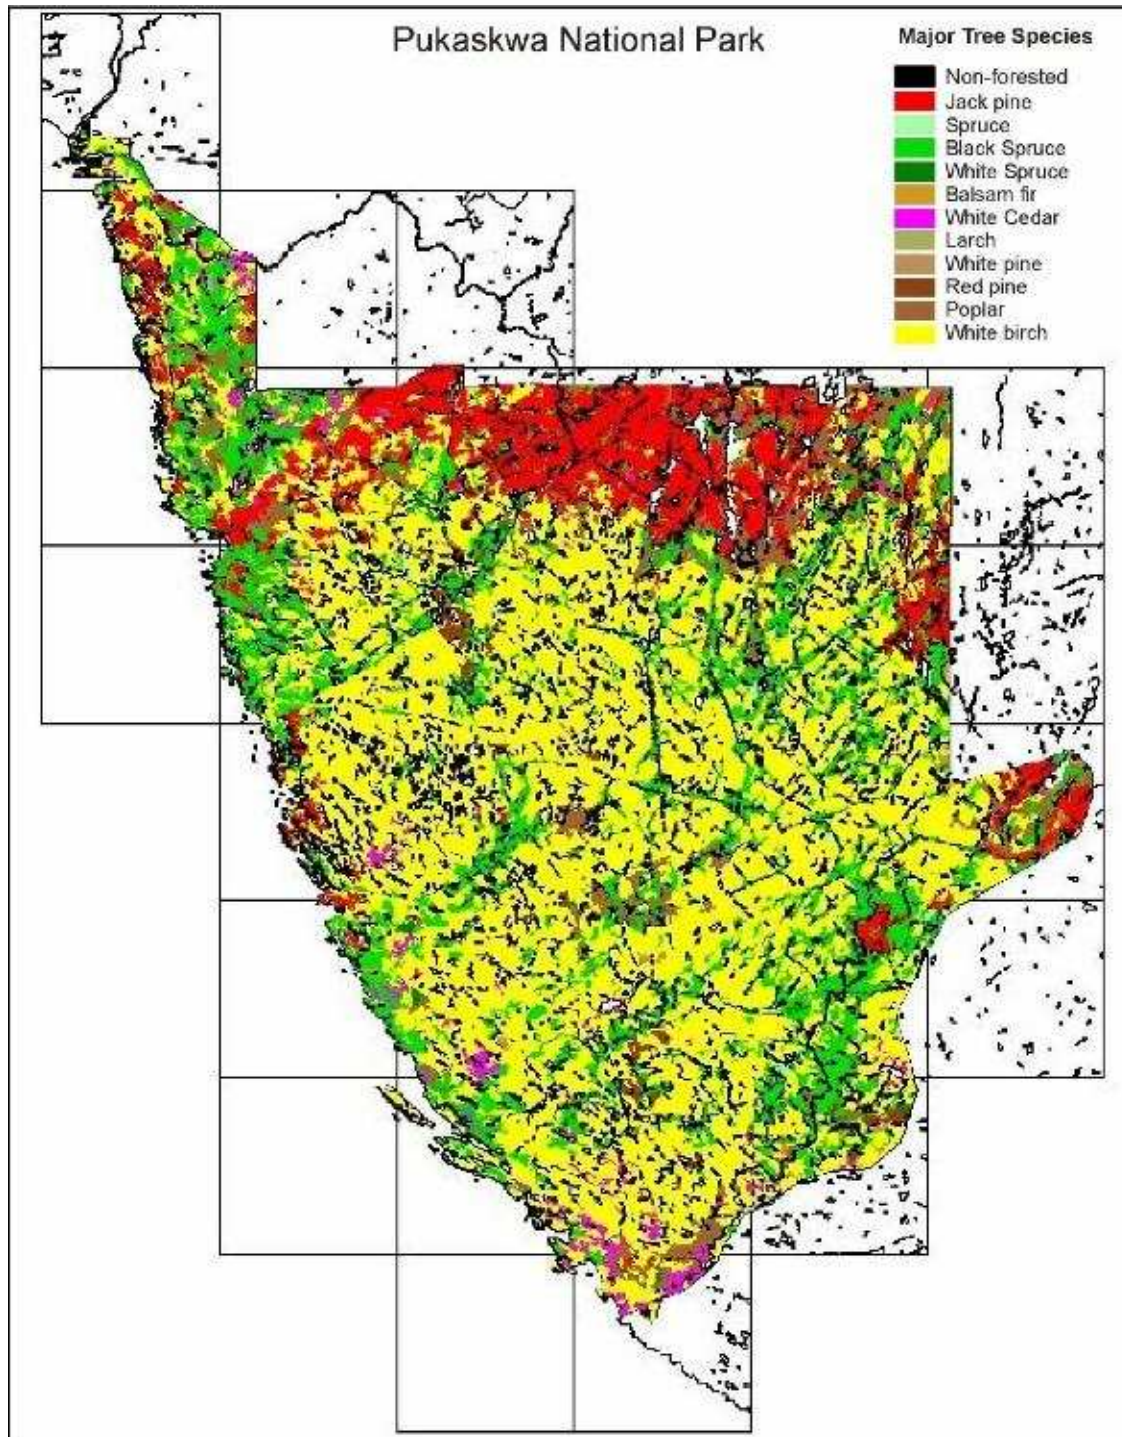 Pukaskwa National Park
Major Tree Species
Non-forested
Jack pine
Spruce
Black Spruce
White Spruce
Balsam fir
White Cedar
Larch
White pine
Red pine
Poplar
White birch